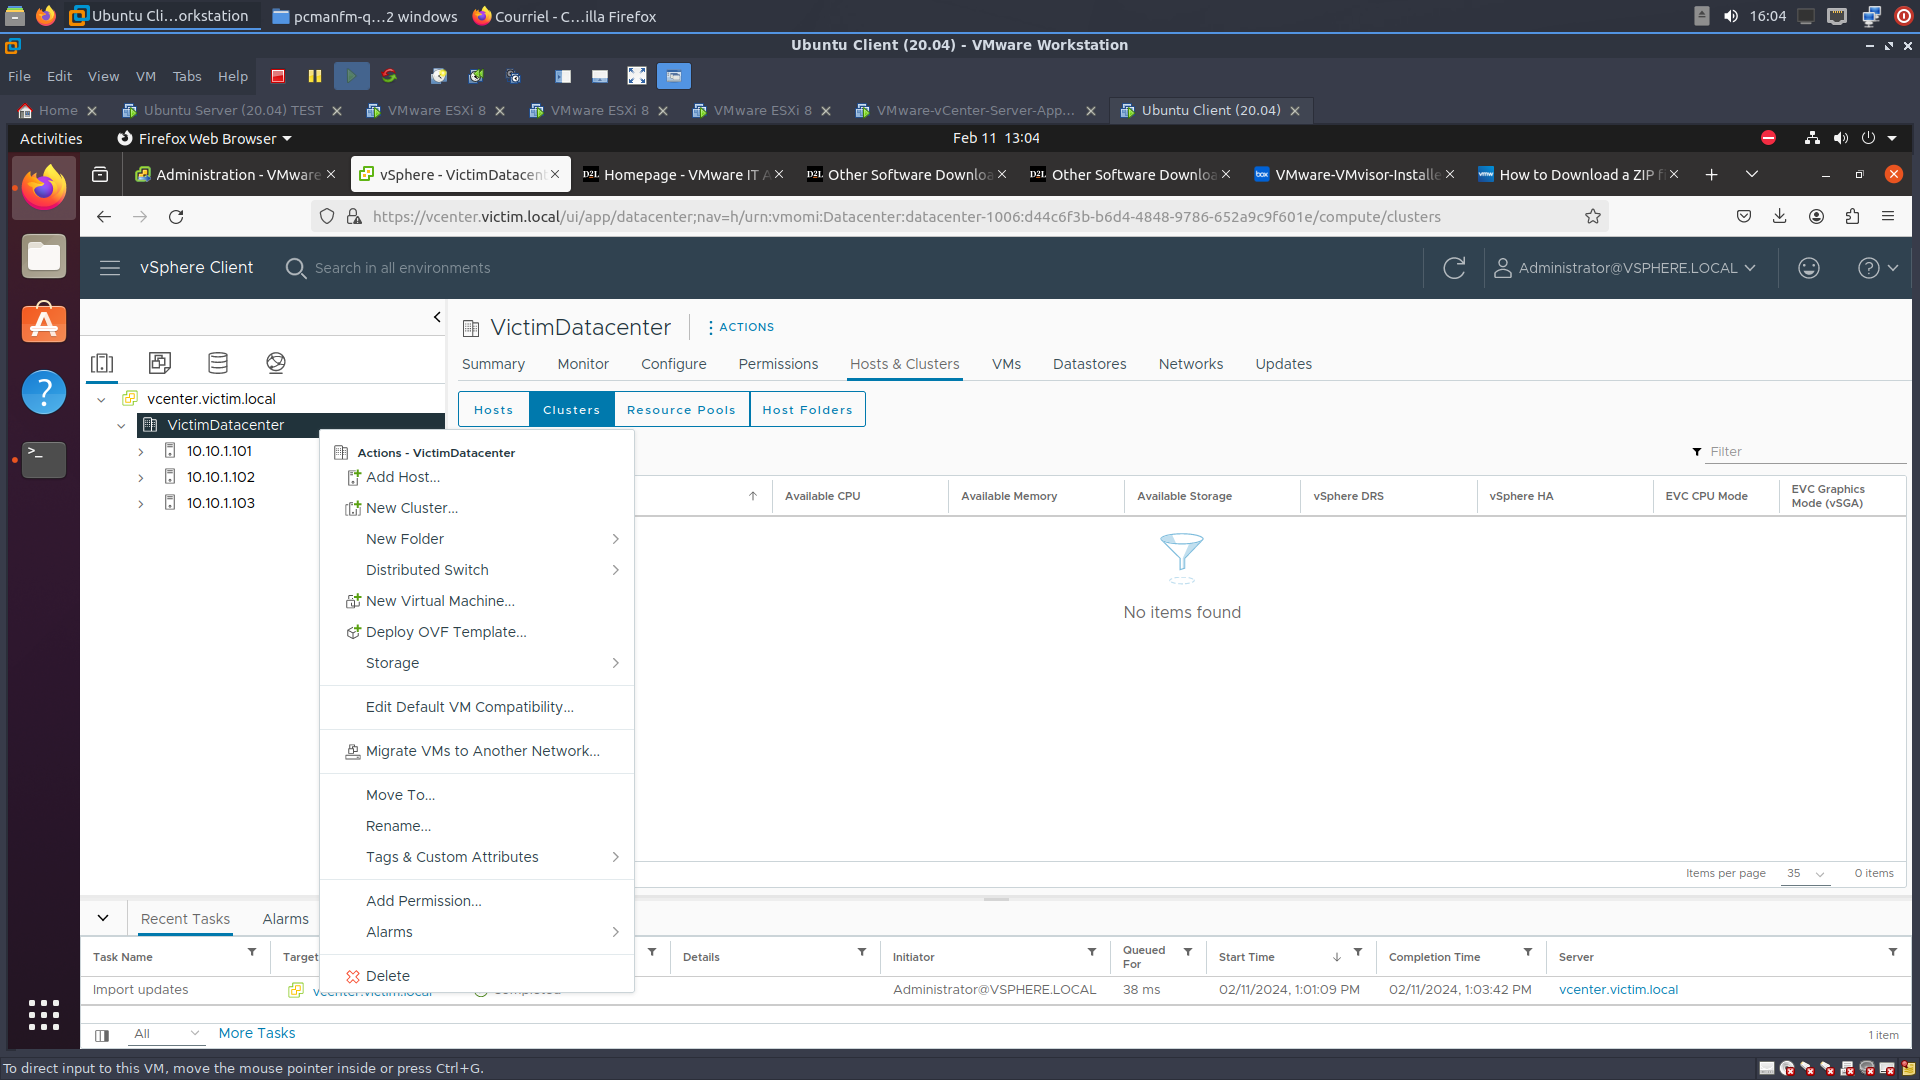 Ubuntu Cli...orkstation
pcmanfm-q...2 windows
Courriel - C...illa Firefox
16:04
Ubuntu Client (20.04) - VMware Workstation
File Edit View VM Tabs Help
Home
Ubuntu Server (20.04) TEST
VMware ESXi 8
VMware ESXi 8
VMware ESXi 8
VMware-vCenter-Server-App...
Ubuntu Client (20.04)
Activities
Firefox Web Browser
Feb 11 13:04
Administration - VMware
vSphere - VictimDatacent
D2L Homepage - VMware IT A
D2L Other Software Downloa
D2L Other Software Downloa
box VMware-VMvisor-Installe
vmw How to Download a ZIP f
https://vcenter.victim.local/ui/app/datacenter;nav=h/urn:vmomi:Datacenter:datacenter-1006:d44c6f3b-b6d4-4848-9786-652a9c9f601e/compute/clusters
vSphere Client
Search in all environments
Administrator@VSPHERE.LOCAL
VictimDatacenter
ACTIONS
Summary Monitor Configure Permissions Hosts & Clusters VMs Datastores Networks Updates
vcenter.victim.local
VictimDatacenter
10.10.1.101
10.10.1.102
10.10.1.103
Hosts Clusters Resource Pools Host Folders
Filter
Available CPU
Available Memory
Available Storage
vSphere DRS
vSphere HA
EVC CPU Mode
EVC Graphics
Mode (vSGA)
No items found
Items per page 35 0 items
Actions - VictimDatacenter
Add Host...
New Cluster...
New Folder
Distributed Switch
New Virtual Machine...
Deploy OVF Template...
Storage
Edit Default VM Compatibility...
Migrate VMs to Another Network...
Move To...
Rename...
Tags & Custom Attributes
Add Permission...
Alarms
Delete
Recent Tasks Alarms
Task Name
Target
Details
Initiator
Queued
For
Start Time
Completion Time
Server
Import updates
vcenter.victim.local
Completed
Administrator@VSPHERE.LOCAL
38 ms
02/11/2024, 1:01:09 PM
02/11/2024, 1:03:42 PM
vcenter.victim.local
All
More Tasks
1 item
To direct input to this VM, move the mouse pointer inside or press Ctrl+G.